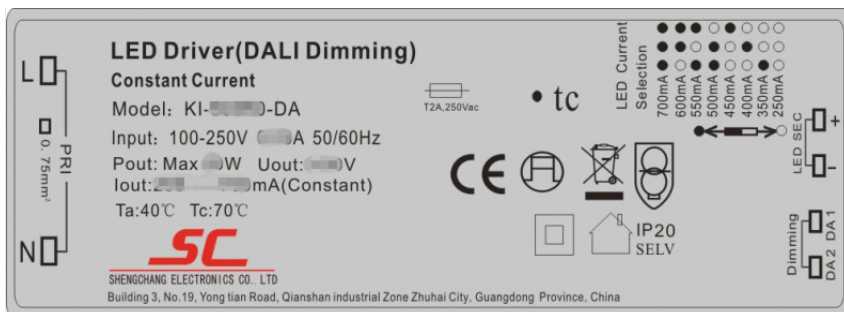 LED Driver(DALI Dimming)
Constant Current
Model: KI- 0-DA
Input: 100-250V A 50/60Hz
Pout: Max W Uout: V
Iout: mA(Constant)
Ta:40℃ Tc:70℃
SC
SHENGCHANG ELECTRONICS CO., LTD
Building 3, No.19, Yong tian Road, Qianshan industrial Zone Zhuhai City, Guangdong Province, China
L
N
PRI
0.75mm²
T2A,250Vac
• tc
CE
IP20
SELV
LED Current
Selection
700mA
600mA
550mA
500mA
450mA
400mA
350mA
250mA
LED SEC
+
-
Dimming
DA2 DA1